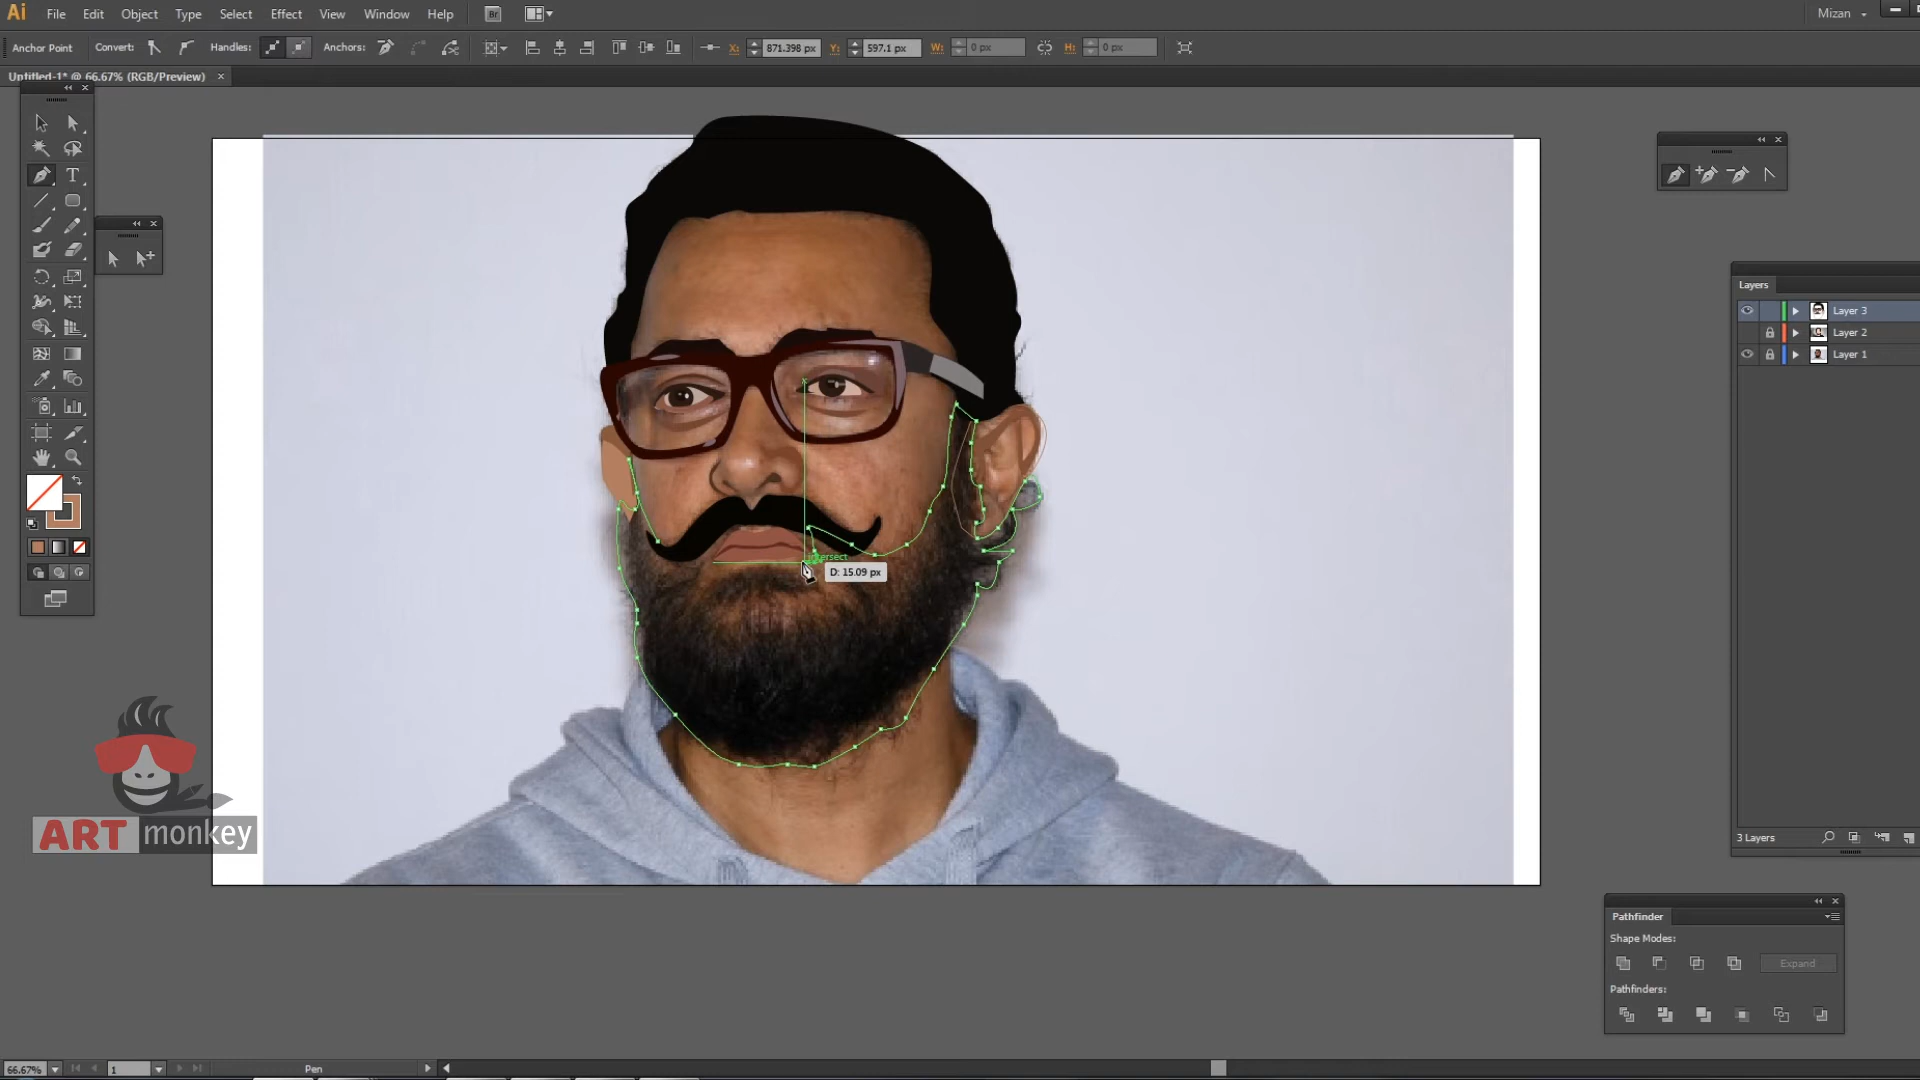 Ai File Edit Object Type Select Effect View Window Help Br Mizan
Anchor Point Convert: Handles: Anchors: X: 871.398 px Y: 597.1 px W: 0 px H: 0 px
Untitled-1* @ 66.67% (RGB/Preview)
T
Layers
Layer 3
Layer 2
Layer 1
intersect
D: 15.09 px
ART monkey
3 Layers
Pathfinder
Shape Modes:
Expand
Pathfinders:
66.67% 1 Pen